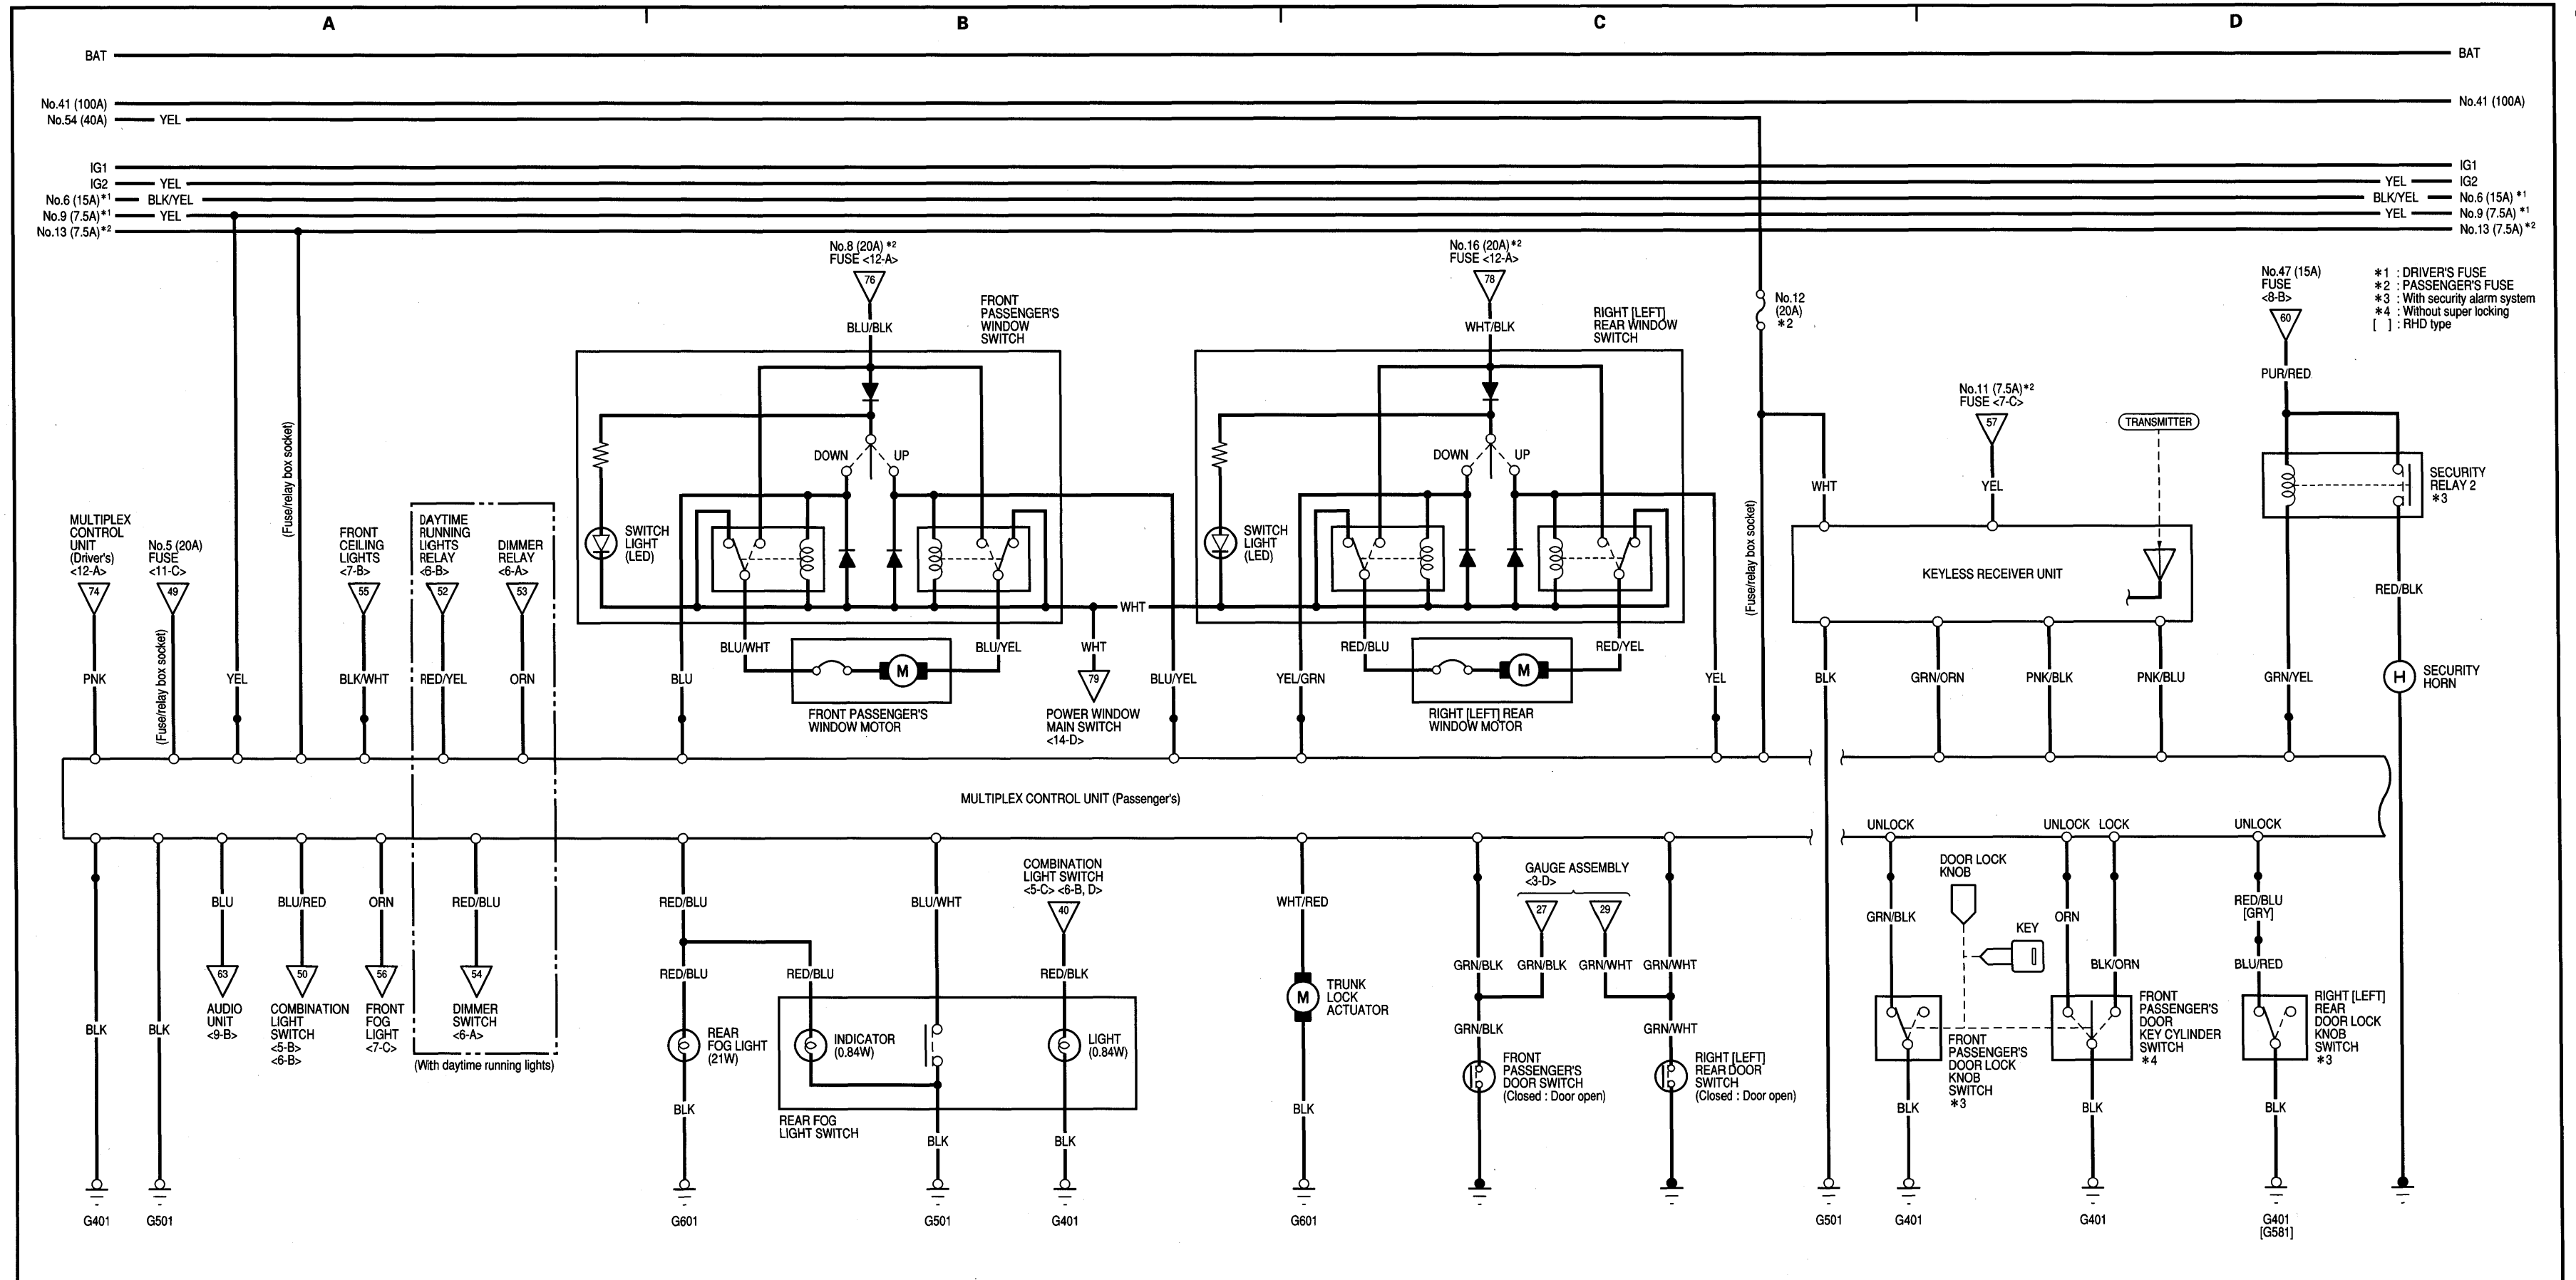 A
B
C
D
BAT
BAT
No.41 (100A)
No.41 (100A)
No.54 (40A)
YEL
IG1
IG1
IG2
YEL
YEL
IG2
No.6 (15A)*1
BLK/YEL
BLK/YEL
No.6 (15A) *1
No.9 (7.5A)*1
YEL
YEL
No.9 (7.5A) *1
No.13 (7.5A)*2
No.13 (7.5A) *2
No.8 (20A) *2
FUSE <12-A>
76
BLU/BLK
FRONT
PASSENGER'S
WINDOW
SWITCH
No.16 (20A)*2
FUSE <12-A>
78
WHT/BLK
RIGHT [LEFT]
REAR WINDOW
SWITCH
No.12
(20A)
*2
No.47 (15A)
FUSE
<8-B>
60
PUR/RED
*1 : DRIVER'S FUSE
*2 : PASSENGER'S FUSE
*3 : With security alarm system
*4 : Without super locking
[ ] : RHD type
No.11 (7.5A)*2
FUSE <7-C>
57
YEL
TRANSMITTER
WHT
SECURITY
RELAY 2
*3
KEYLESS RECEIVER UNIT
RED/BLK
SECURITY
HORN
H
(Fuse/relay box socket)
(Fuse/relay box socket)
(Fuse/relay box socket)
MULTIPLEX
CONTROL
UNIT
(Driver's)
<12-A>
74
PNK
No.5 (20A)
FUSE
<11-C>
49
YEL
FRONT
CEILING
LIGHTS
<7-B>
55
BLK/WHT
DAYTIME
RUNNING
LIGHTS
RELAY
<6-B>
52
RED/YEL
DIMMER
RELAY
<6-A>
53
ORN
DOWN
UP
SWITCH
LIGHT
(LED)
BLU
BLU/WHT
M
BLU/YEL
FRONT PASSENGER'S
WINDOW MOTOR
WHT
WHT
79
POWER WINDOW
MAIN SWITCH
<14-D>
BLU/YEL
DOWN
UP
SWITCH
LIGHT
(LED)
YEL/GRN
RED/BLU
M
RED/YEL
RIGHT [LEFT] REAR
WINDOW MOTOR
YEL
BLK
GRN/ORN
PNK/BLK
PNK/BLU
GRN/YEL
MULTIPLEX CONTROL UNIT (Passenger's)
UNLOCK
UNLOCK
LOCK
UNLOCK
BLK
G401
BLK
G501
BLU
63
AUDIO
UNIT
<9-B>
BLU/RED
50
COMBINATION
LIGHT
SWITCH
<5-B>
<6-B>
ORN
56
FRONT
FOG
LIGHT
<7-C>
RED/BLU
54
DIMMER
SWITCH
<6-A>
(With daytime running lights)
RED/BLU
RED/BLU
REAR
FOG LIGHT
(21W)
BLK
G601
RED/BLU
INDICATOR
(0.84W)
BLU/WHT
REAR FOG
LIGHT SWITCH
BLK
G501
COMBINATION
LIGHT SWITCH
<5-C> <6-B, D>
40
RED/BLK
LIGHT
(0.84W)
BLK
G401
WHT/RED
M
TRUNK
LOCK
ACTUATOR
BLK
G601
GAUGE ASSEMBLY
<3-D>
27
29
GRN/BLK
GRN/BLK
GRN/WHT
GRN/WHT
GRN/BLK
GRN/WHT
FRONT
PASSENGER'S
DOOR SWITCH
(Closed : Door open)
RIGHT [LEFT]
REAR DOOR
SWITCH
(Closed : Door open)
G501
DOOR LOCK
KNOB
GRN/BLK
KEY
ORN
BLK/ORN
FRONT
PASSENGER'S
DOOR LOCK
KNOB
SWITCH
*3
BLK
G401
FRONT
PASSENGER'S
DOOR
KEY CYLINDER
SWITCH
*4
BLK
G401
RED/BLU
[GRY]
BLU/RED
RIGHT [LEFT]
REAR
DOOR LOCK
KNOB
SWITCH
*3
BLK
G401
[G581]